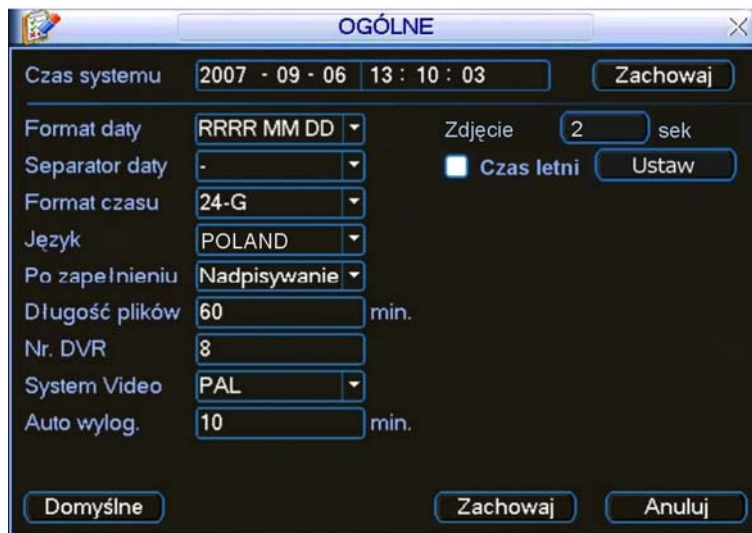 OGÓLNE
Czas systemu 2007 - 09 - 06 13 : 10 : 03 Zachowaj
Format daty RRRR MM DD Zdjęcie 2 sek
Separator daty - Czas letni Ustaw
Format czasu 24-G
Język POLAND
Po zapełnieniu Nadpisywanie
Długość plików 60 min.
Nr. DVR 8
System Video PAL
Auto wylog. 10 min.
Domyślne Zachowaj Anuluj